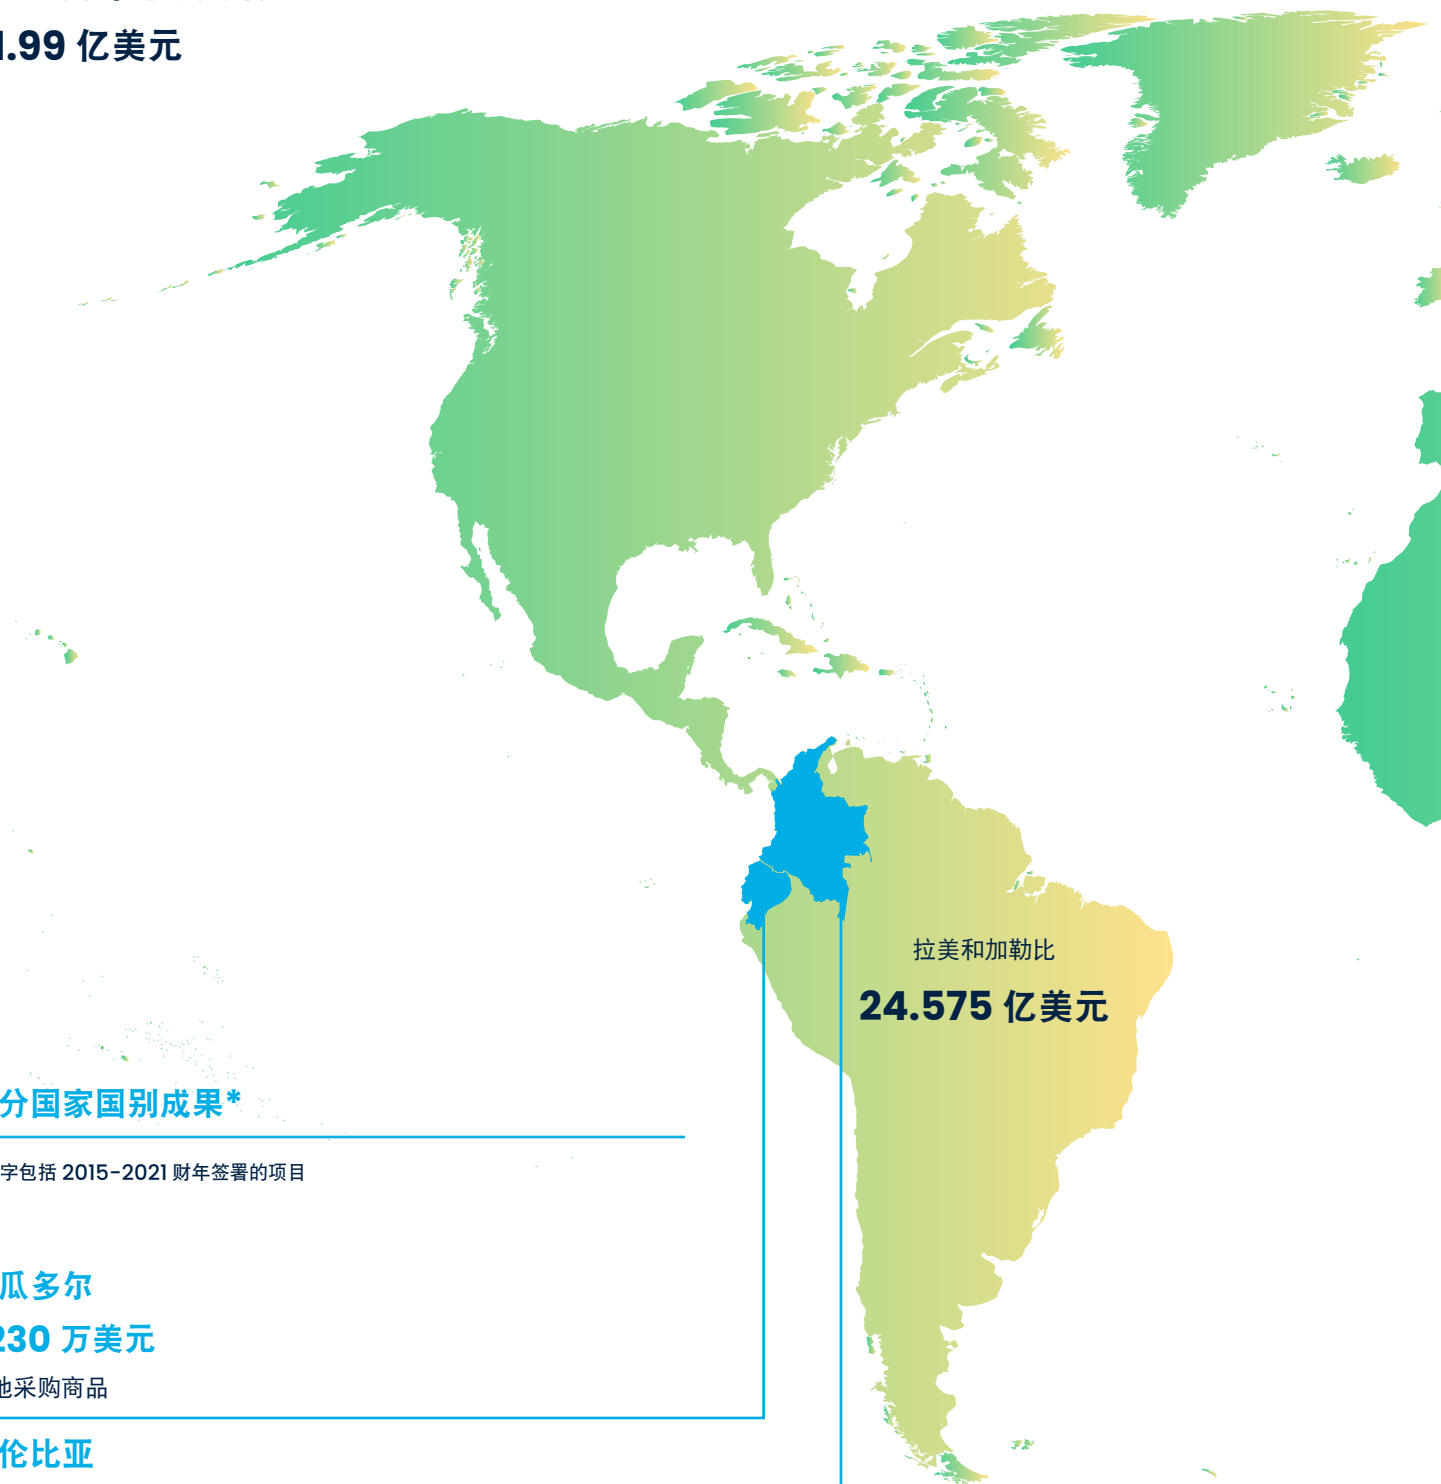 .99 亿美元
拉美和加勒比
24.575 亿美元
分国家国别成果*
字包括 2015-2021 财年签署的项目
瓜多尔
230 万美元
地采购商品
伦比亚